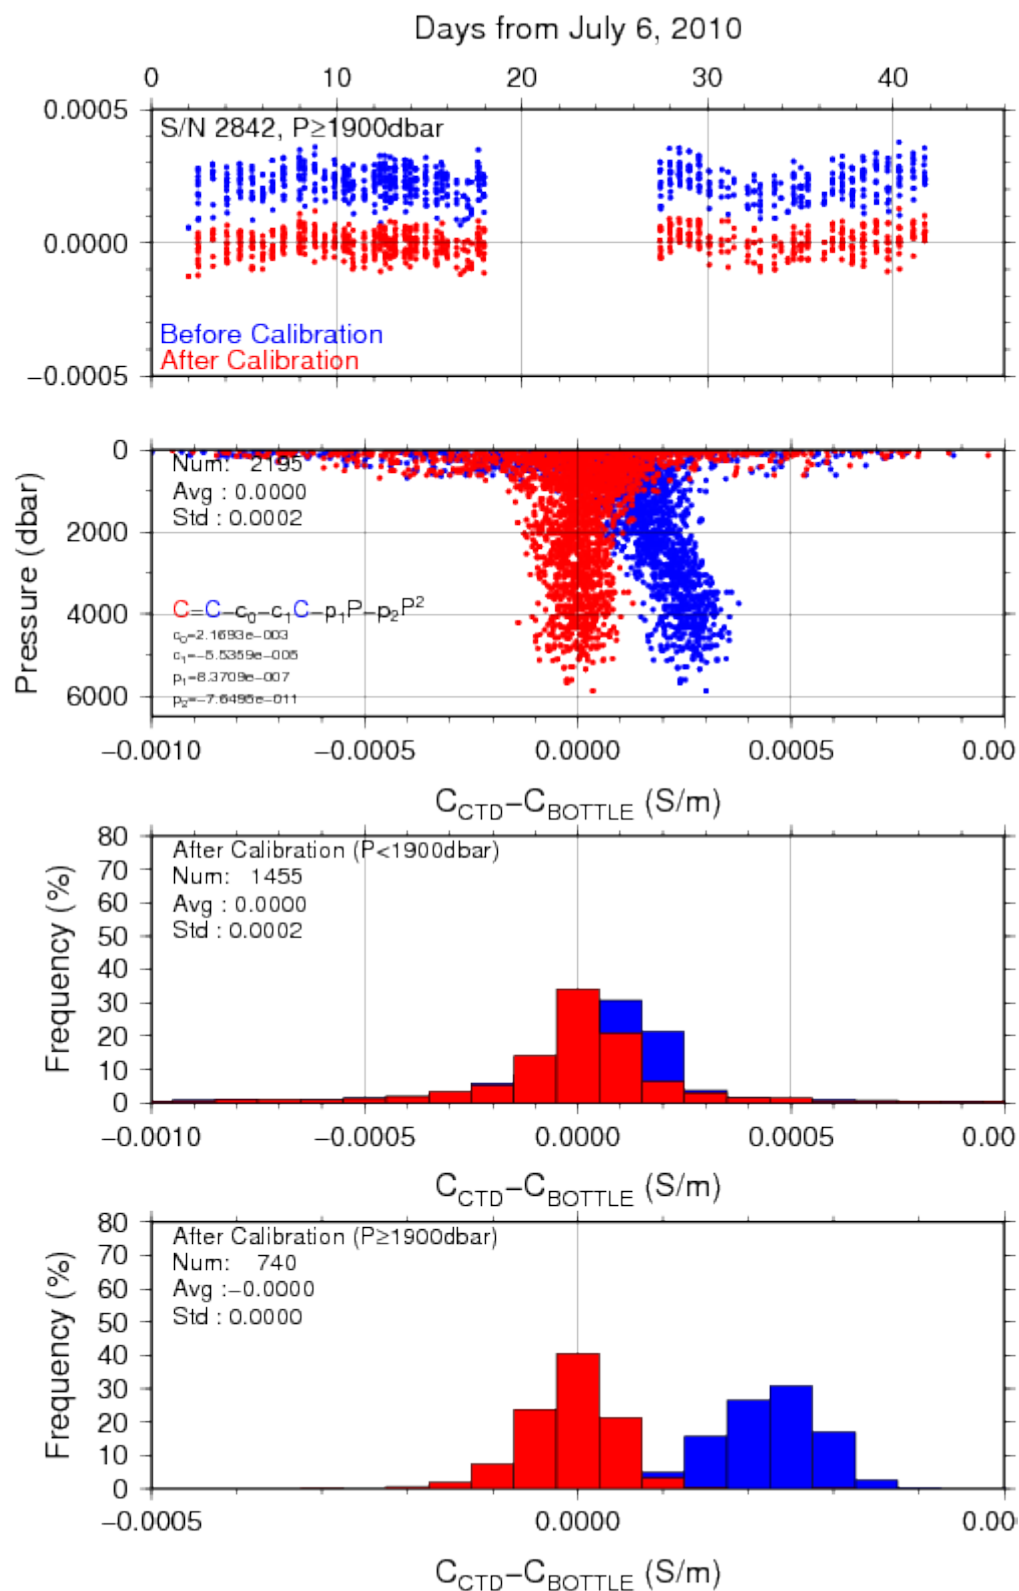 Days from July 6, 2010
0 10 20 30 40
0.0005
S/N 2842, P≥1900dbar
0.0000
Before Calibration
After Calibration
−0.0005
Pressure (dbar)
0
Num: 2195
Avg : 0.0000
Std : 0.0002
2000
4000
C=C−c₀−c₁C−p₁P−p₂P²
c₀=2.1693e−003
c₁=−5.5359e−005
p₁=8.3709e−007
p₂=−7.6495e−011
6000
−0.0010 −0.0005 0.0000 0.0005 0.00
C_CTD−C_BOTTLE (S/m)
Frequency (%)
80
After Calibration (P<1900dbar)
70
Num: 1455
60
Avg : 0.0000
Std : 0.0002
50
40
30
20
10
0
−0.0010 −0.0005 0.0000 0.0005 0.00
C_CTD−C_BOTTLE (S/m)
Frequency (%)
80
After Calibration (P≥1900dbar)
70
Num: 740
60
Avg :−0.0000
Std : 0.0000
50
40
30
20
10
0
−0.0005 0.0000 0.00
C_CTD−C_BOTTLE (S/m)